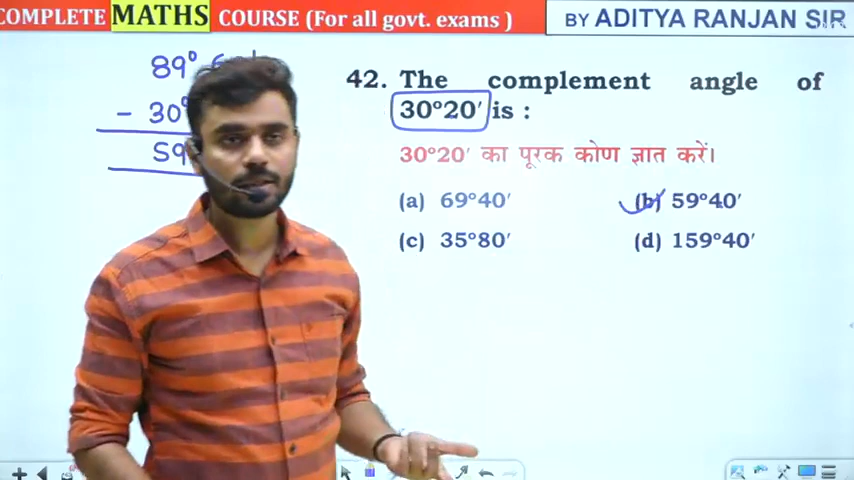 COMPLETE MATHS COURSE (For all govt. exams)
BY ADITYA RANJAN SIR
89°
- 30°
59
42. The complement angle of
30°20′ is :
30°20′ का पूरक कोण ज्ञात करें।
(a) 69°40′
(b) 59°40′
(c) 35°80′
(d) 159°40′